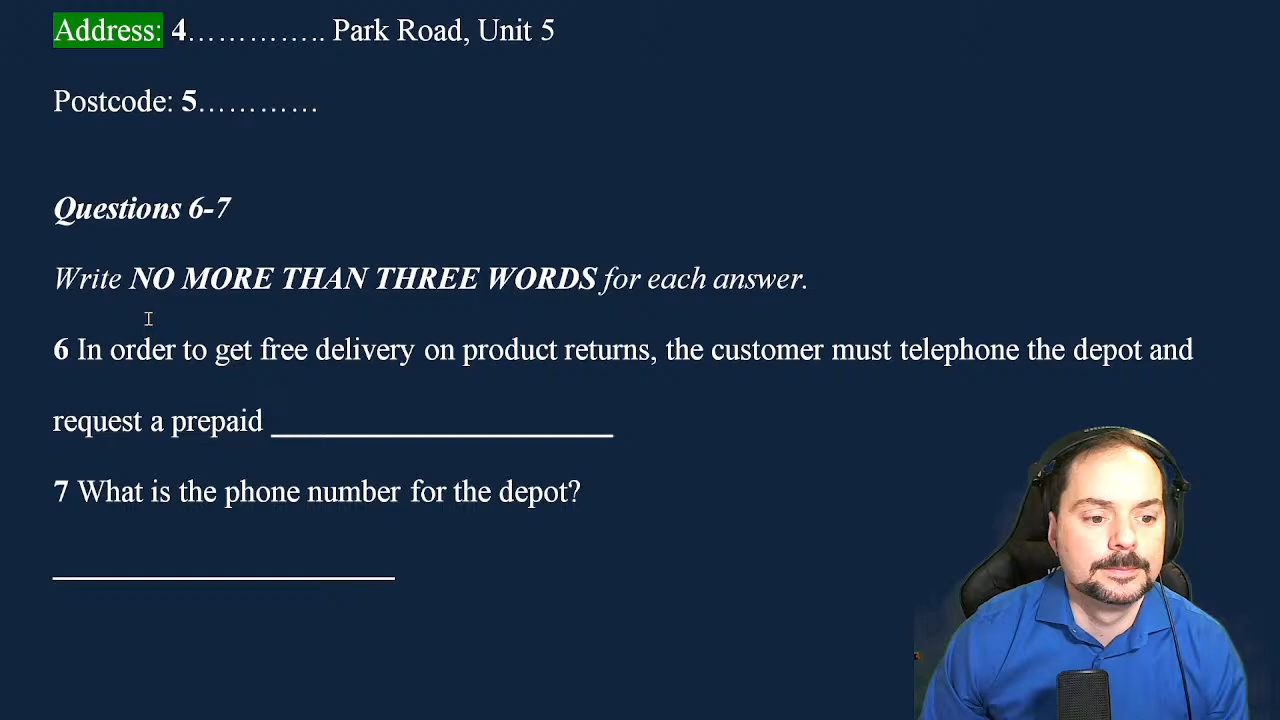 Address: 4………….. Park Road, Unit 5
Postcode: 5…………
Questions 6-7
Write NO MORE THAN THREE WORDS for each answer.
6 In order to get free delivery on product returns, the customer must telephone the depot and
request a prepaid ______________________
7 What is the phone number for the depot?
______________________